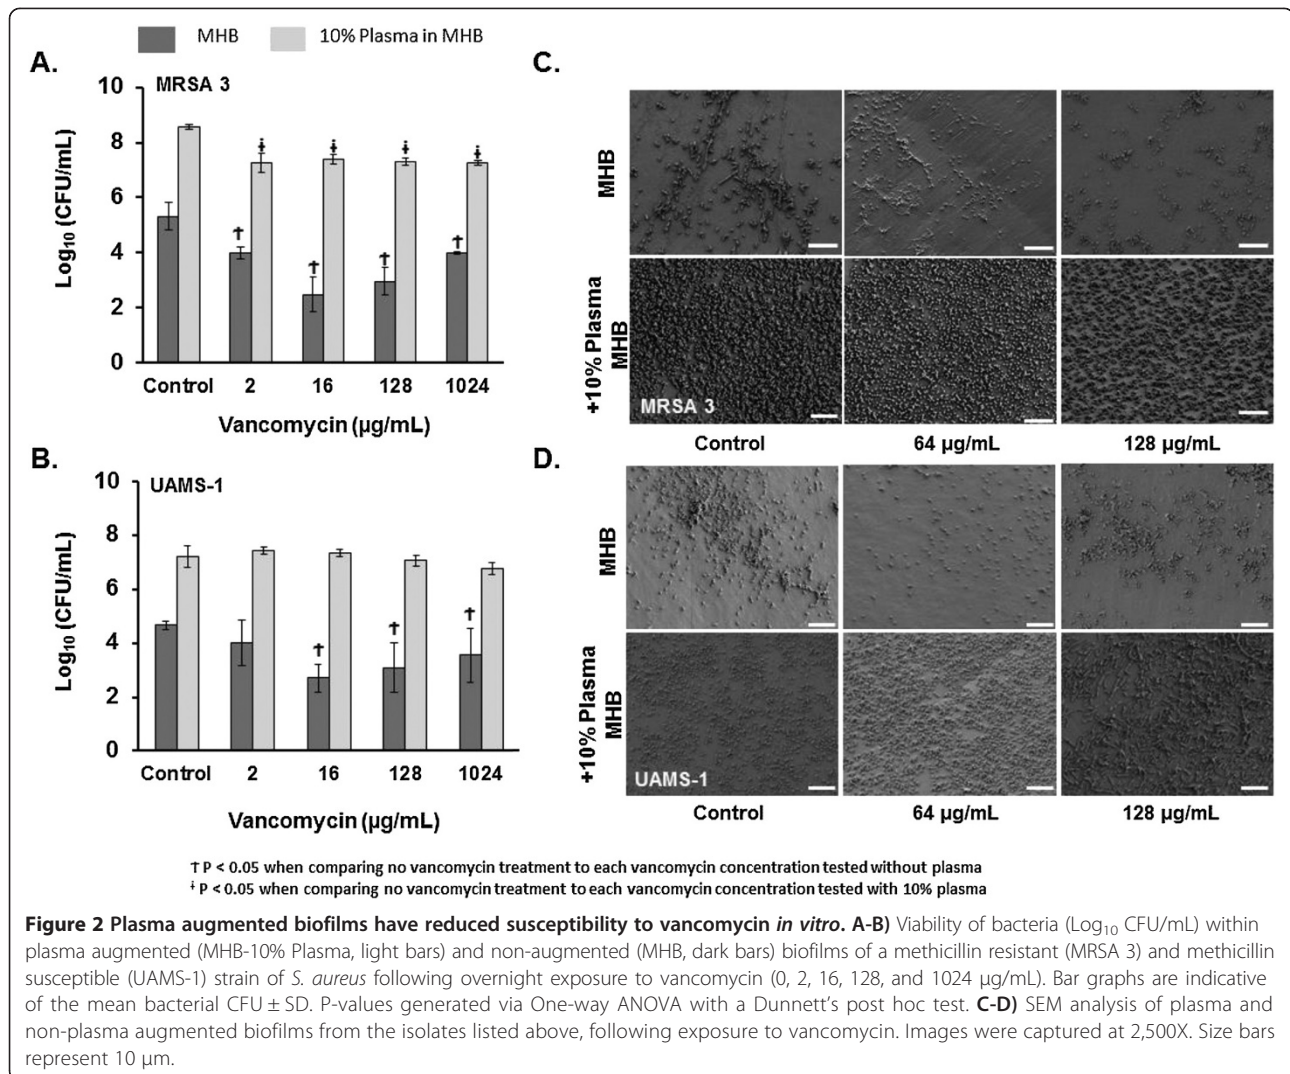 MHB 10% Plasma in MHB
A.
MRSA 3
10
8
6
4
2
0
Log₁₀ (CFU/mL)
ϯ ϯ ϯ ϯ
⸸ ⸸ ⸸ ⸸
Control 2 16 128 1024
Vancomycin (µg/mL)
B.
UAMS-1
10
8
6
4
2
0
Log₁₀ (CFU/mL)
ϯ ϯ ϯ
Control 2 16 128 1024
Vancomycin (µg/mL)
C.
MHB
+10% Plasma
MHB
MRSA 3
Control 64 µg/mL 128 µg/mL
D.
MHB
+10% Plasma
MHB
UAMS-1
Control 64 µg/mL 128 µg/mL
ϯ P < 0.05 when comparing no vancomycin treatment to each vancomycin concentration tested without plasma
⸸ P < 0.05 when comparing no vancomycin treatment to each vancomycin concentration tested with 10% plasma
Figure 2 Plasma augmented biofilms have reduced susceptibility to vancomycin in vitro. A-B) Viability of bacteria (Log₁₀ CFU/mL) within
plasma augmented (MHB-10% Plasma, light bars) and non-augmented (MHB, dark bars) biofilms of a methicillin resistant (MRSA 3) and methicillin
susceptible (UAMS-1) strain of S. aureus following overnight exposure to vancomycin (0, 2, 16, 128, and 1024 µg/mL). Bar graphs are indicative
of the mean bacterial CFU ± SD. P-values generated via One-way ANOVA with a Dunnett's post hoc test. C-D) SEM analysis of plasma and
non-plasma augmented biofilms from the isolates listed above, following exposure to vancomycin. Images were captured at 2,500X. Size bars
represent 10 µm.